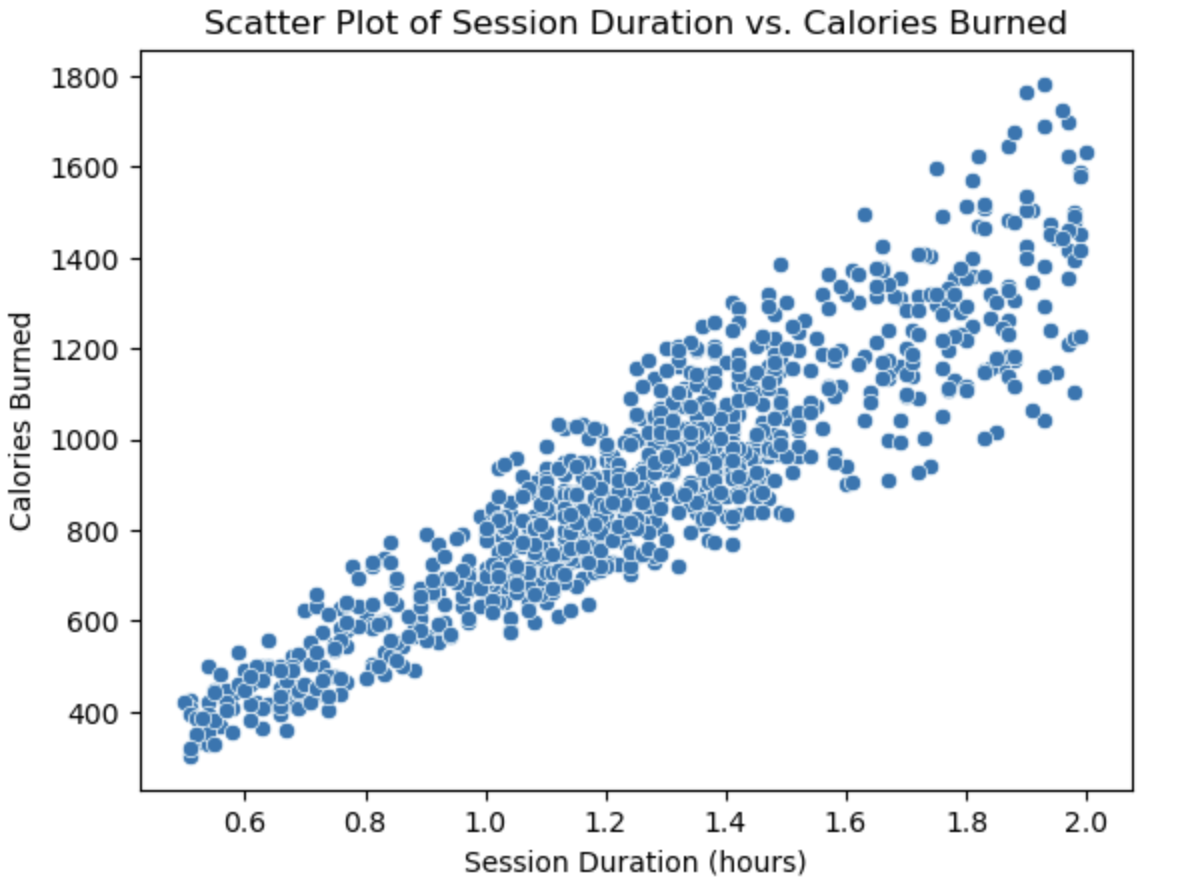 Scatter Plot of Session Duration vs. Calories Burned
1800
1600
1400
1200
1000
800
600
400
Calories Burned
0.6 0.8 1.0 1.2 1.4 1.6 1.8 2.0
Session Duration (hours)